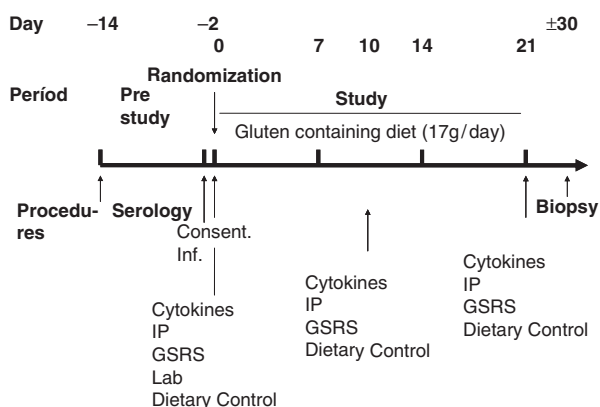 Day –14 –2 ±30
0 7 10 14 21
Randomization
Períod Pre Study
study
Gluten containing diet (17g/day)
Procedu- Serology Biopsy
res
Consent.
Inf.
Cytokines
IP
GSRS
Lab
Dietary Control
Cytokines
IP
GSRS
Dietary Control
Cytokines
IP
GSRS
Dietary Control